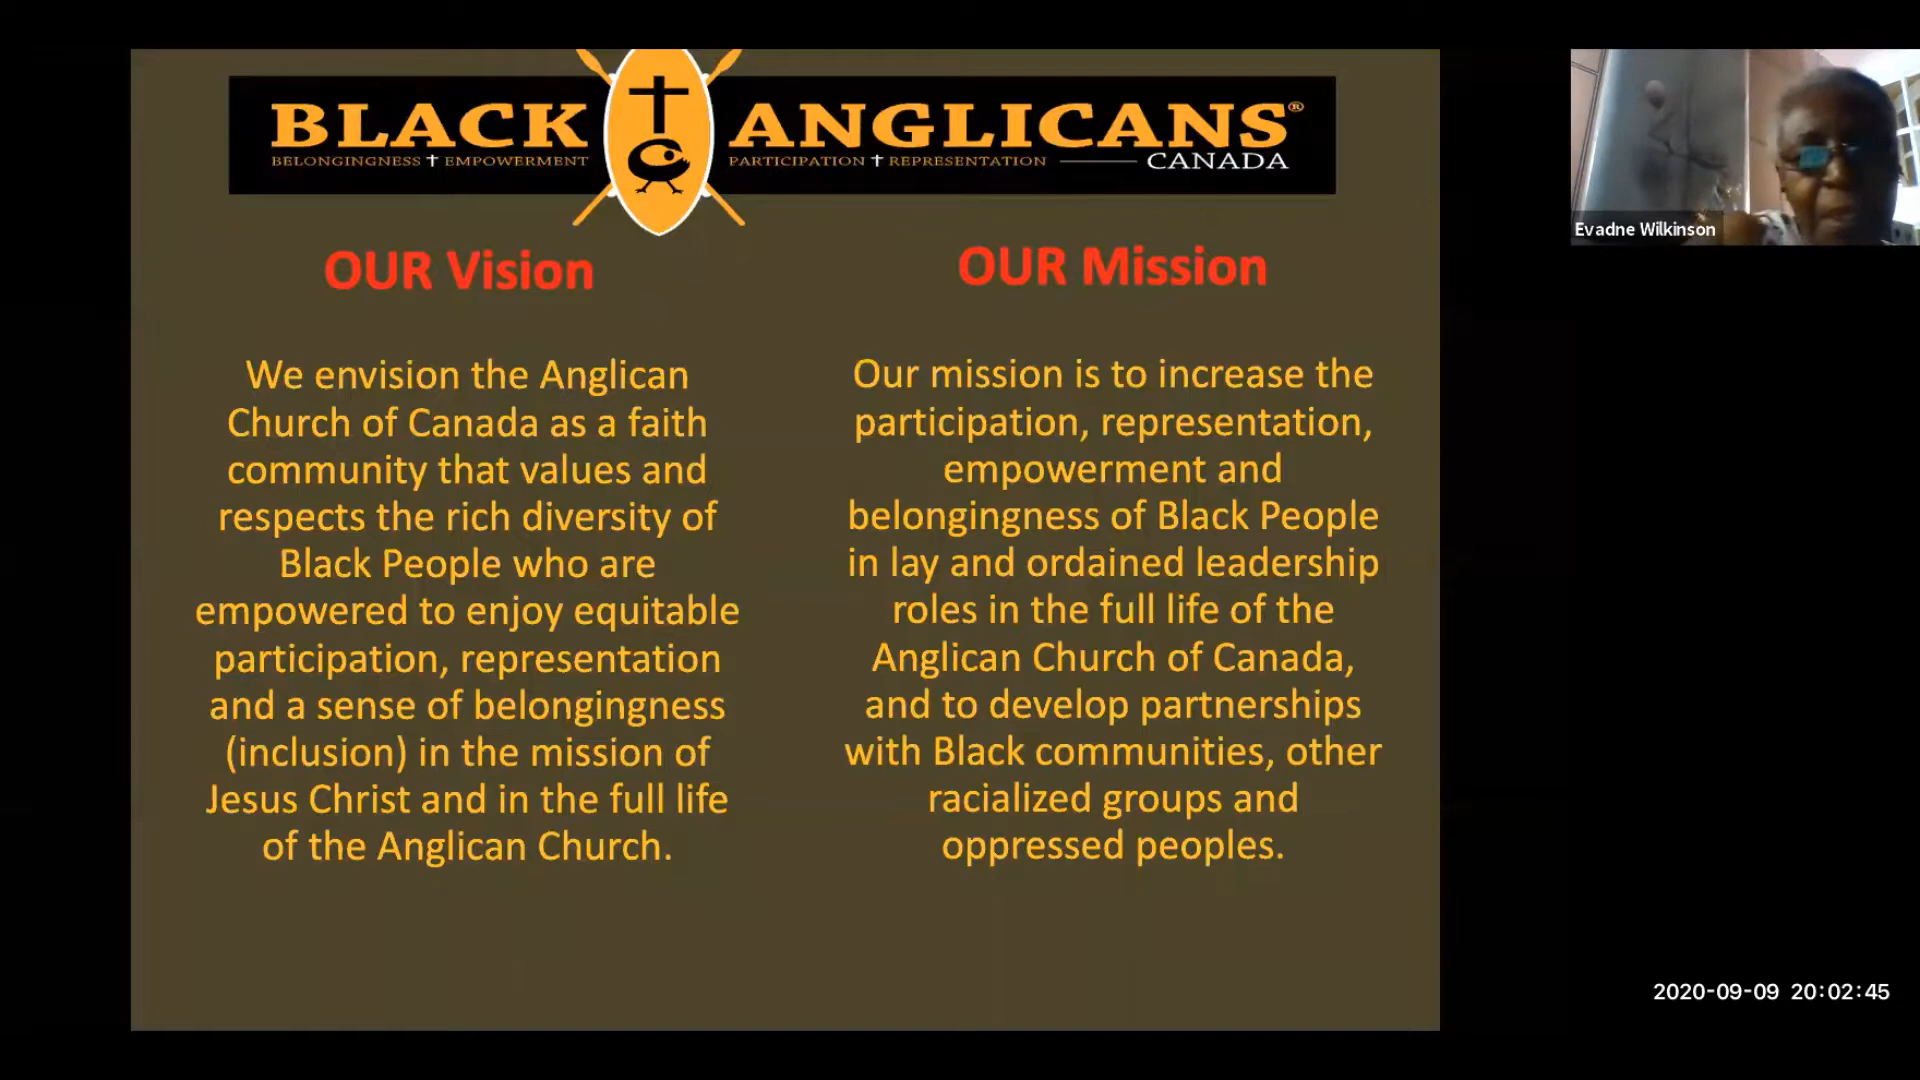 BLACK ANGLICANS®
BELONGINGNESS ✝ EMPOWERMENT PARTICIPATION ✝ REPRESENTATION CANADA
OUR Vision
We envision the Anglican
Church of Canada as a faith
community that values and
respects the rich diversity of
Black People who are
empowered to enjoy equitable
participation, representation
and a sense of belongingness
(inclusion) in the mission of
Jesus Christ and in the full life
of the Anglican Church.
OUR Mission
Our mission is to increase the
participation, representation,
empowerment and
belongingness of Black People
in lay and ordained leadership
roles in the full life of the
Anglican Church of Canada,
and to develop partnerships
with Black communities, other
racialized groups and
oppressed peoples.
Evadne Wilkinson
2020-09-09 20:02:45